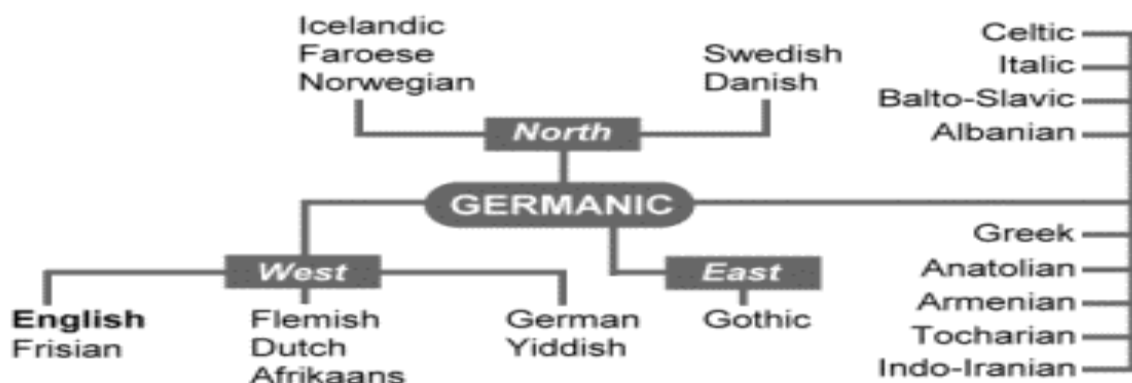 Icelandic
Faroese
Norwegian
Swedish
Danish
North
GERMANIC
West
East
English
Frisian
Flemish
Dutch
Afrikaans
German
Yiddish
Gothic
Celtic
Italic
Balto-Slavic
Albanian
Greek
Anatolian
Armenian
Tocharian
Indo-Iranian